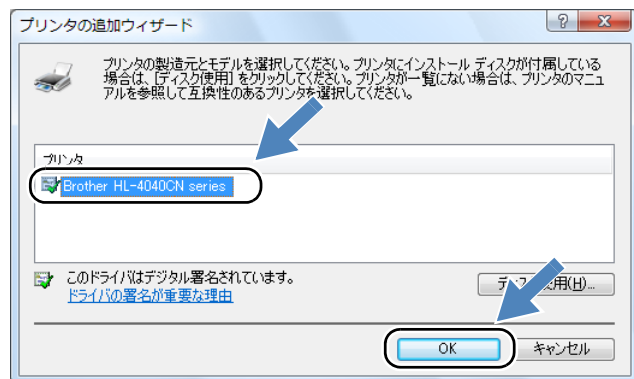 プリンタの追加ウィザード
プリンタの製造元とモデルを選択してください。プリンタにインストール ディスクが付属している
場合は、[ディスク使用] をクリックしてください。プリンタが一覧にない場合は、プリンタのマニュ
アルを参照して互換性のあるプリンタを選択してください。
プリンタ
Brother HL-4040CN series
このドライバはデジタル署名されています。
ドライバの署名が重要な理由
使用(H)...
OK
キャンセル